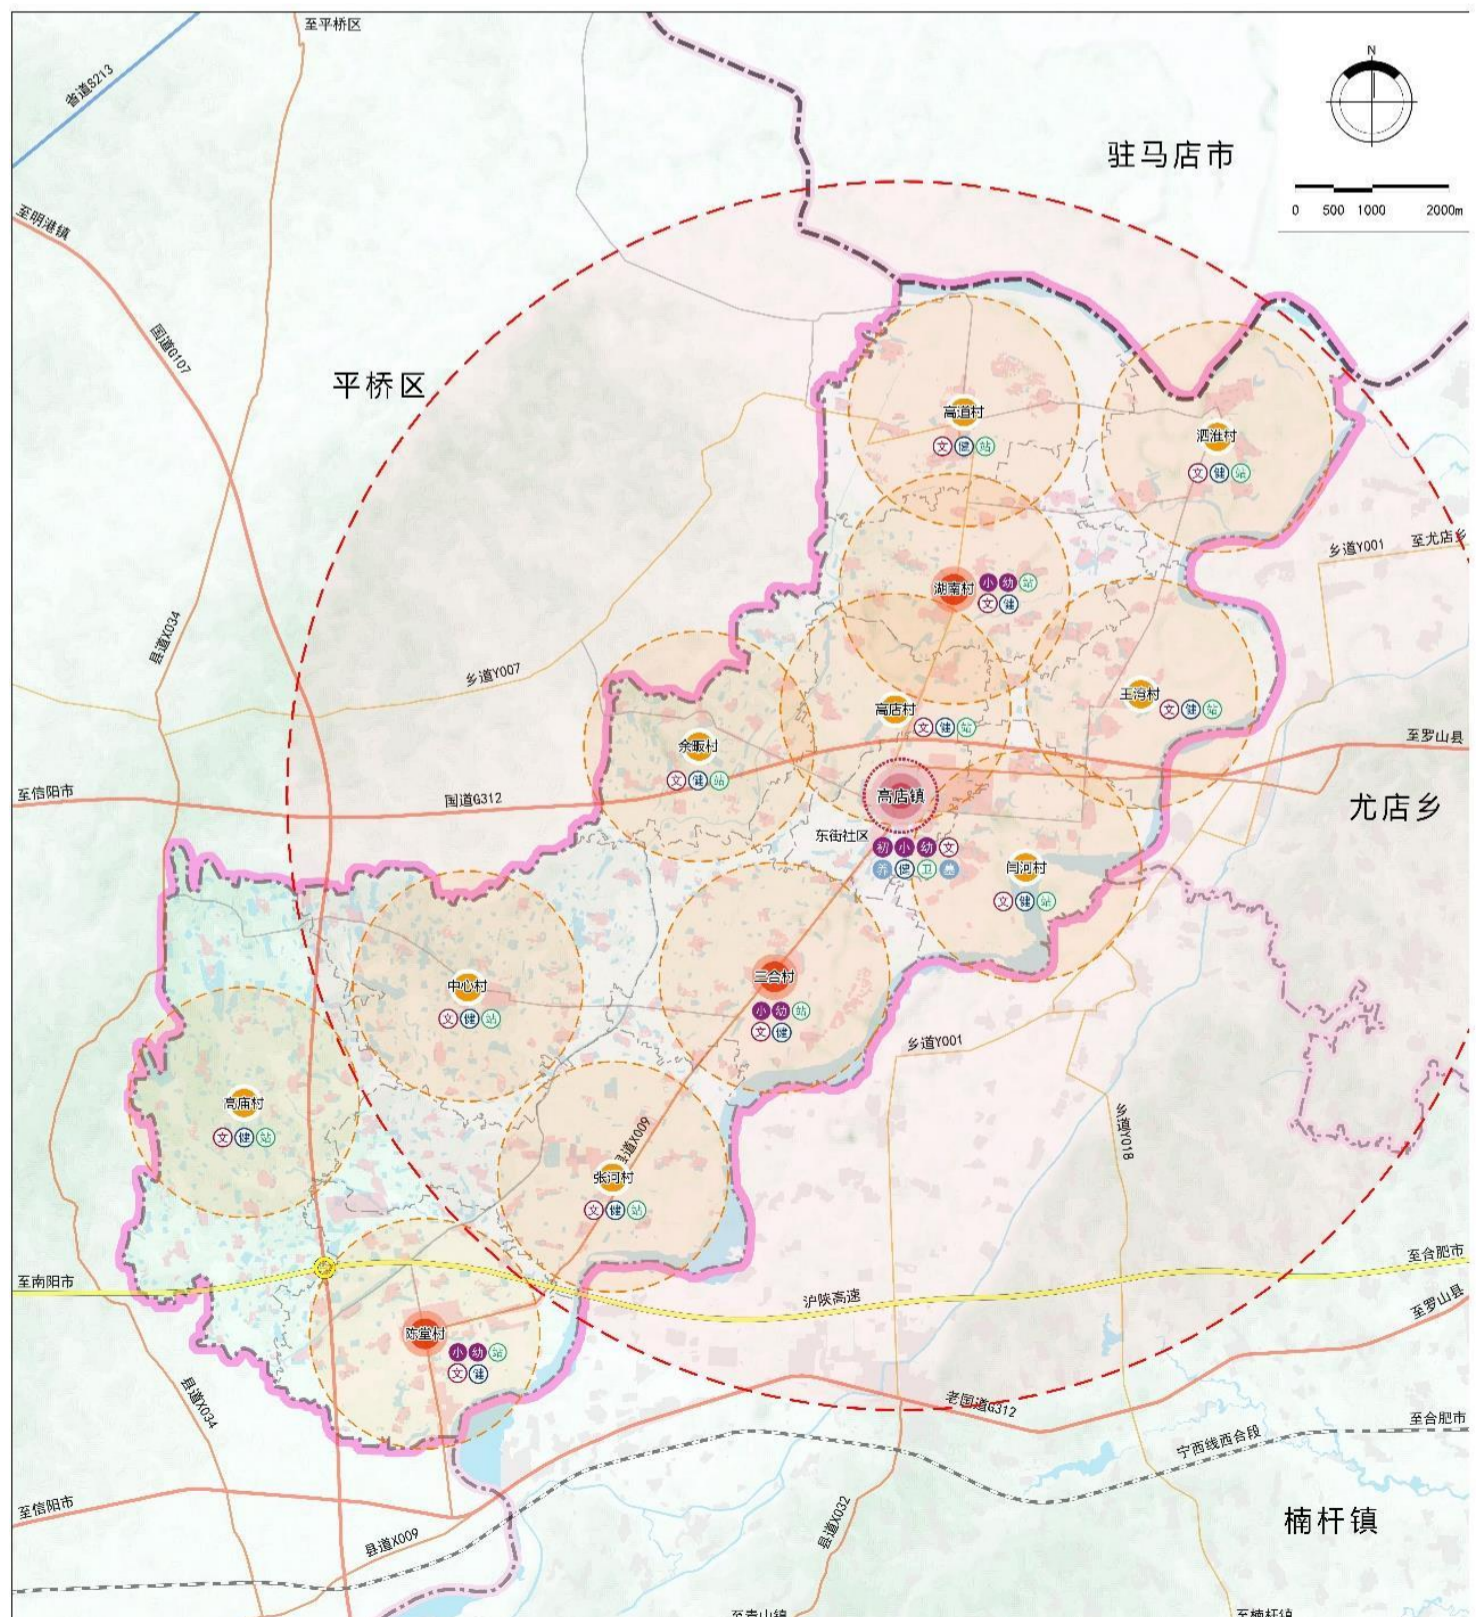 至平桥区
N
省道S213
驻马店市
0 500 1000 2000m
至明港镇
国道G107
平桥区
高道村
文 健 站
泗淮村
文 健 站
乡道Y001
至尤店乡
湖南村
小 幼 站
文 健
县道X034
乡道Y007
王湾村
文 健 站
高店村
文 健 站
余畈村
文 健 站
至罗山县
至信阳市
国道G312
高店镇
尤店乡
东街社区
初 小 幼 文
养 健 卫 墓
闫河村
文 健 站
三合村
小 幼 站
文 健
中心村
文 健 站
乡道Y001
高庙村
文 健 站
县道X009
乡道Y018
张河村
文 健 站
至南阳市
至合肥市
沪陕高速
至罗山县
陈堂村
小 幼 站
文 健
县道X034
老国道G312
至合肥市
宁西线西合段
至信阳市
县道X032
楠杆镇
县道X009
至青山镇
至楠杆镇